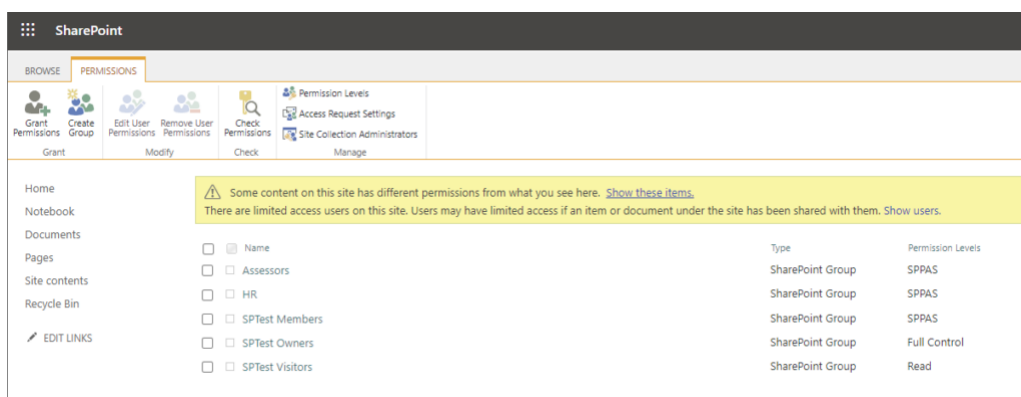 SharePoint
BROWSE PERMISSIONS
Grant Permissions
Create Group
Edit User Permissions
Remove User Permissions
Check Permissions
Permission Levels
Access Request Settings
Site Collection Administrators
Grant Modify Check Manage
Home
Notebook
Documents
Pages
Site contents
Recycle Bin
EDIT LINKS
Some content on this site has different permissions from what you see here. Show these items.
There are limited access users on this site. Users may have limited access if an item or document under the site has been shared with them. Show users.
Name Type Permission Levels
Assessors SharePoint Group SPPAS
HR SharePoint Group SPPAS
SPTest Members SharePoint Group SPPAS
SPTest Owners SharePoint Group Full Control
SPTest Visitors SharePoint Group Read